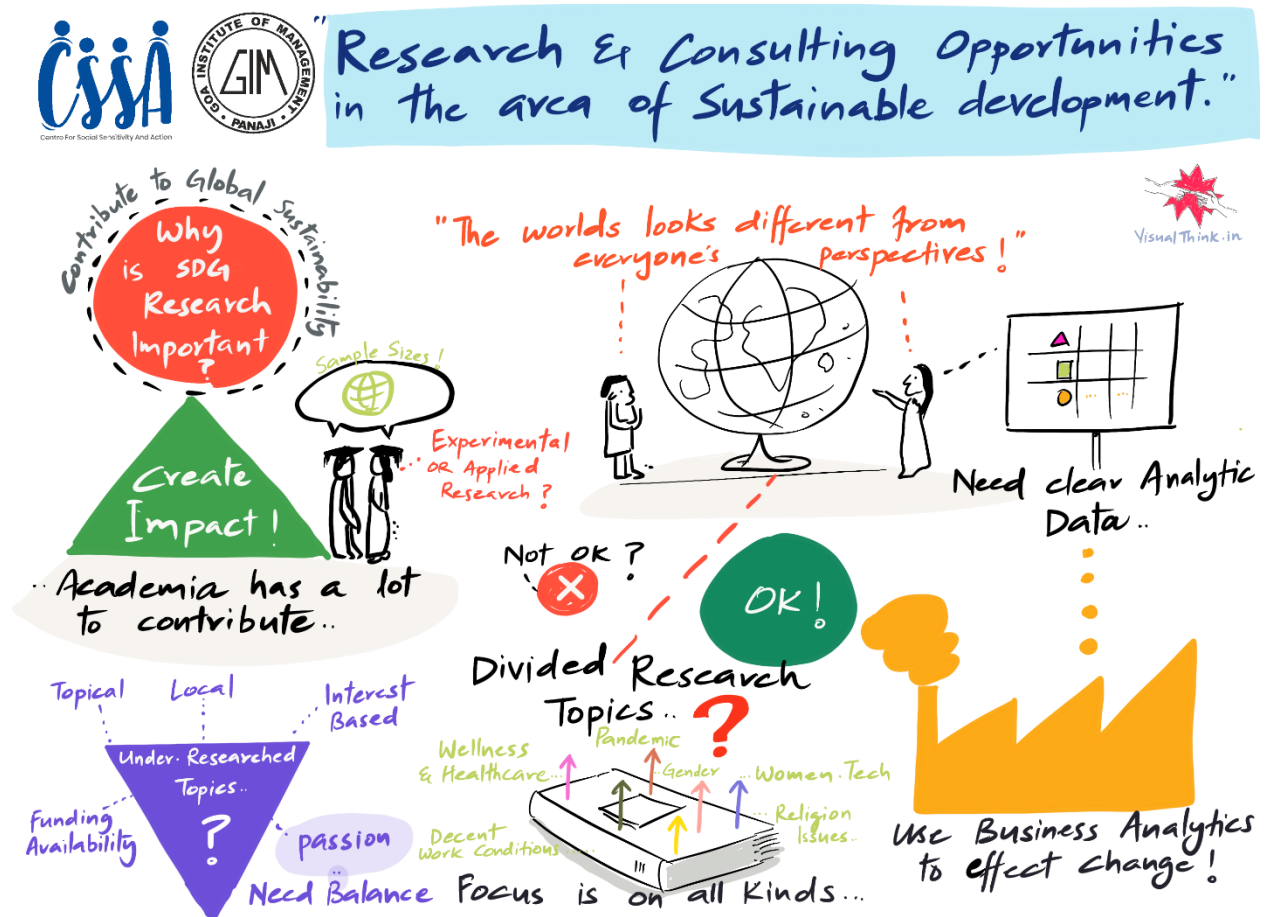 CSSA
Centre For Social Sensitivity And Action
GOA INSTITUTE OF MANAGEMENT
GIM
PANAJI
"Research & Consulting Opportunities
in the area of Sustainable development."
VisualThink.in
Contribute to Global Sustainability
Why
is SDG
Research
Important
?
Create
Impact!
..Academia has a lot
to contribute..
Sample Sizes!
Experimental
OR Applied
Research?
"The worlds looks different from
everyone's perspectives!"
Need clear Analytic
Data..
Not OK?
OK!
Divided Research
Topics..
?
Topical
Local
Interest
Based
Under-Researched
Topics..
?
Funding
Availability
passion
Need Balance
Wellness
& Healthcare...
Pandemic
..Gender
...Women.Tech
...Religion
Issues..
Decent
Work Conditions......
Focus is on all Kinds...
Use Business Analytics
to effect change!